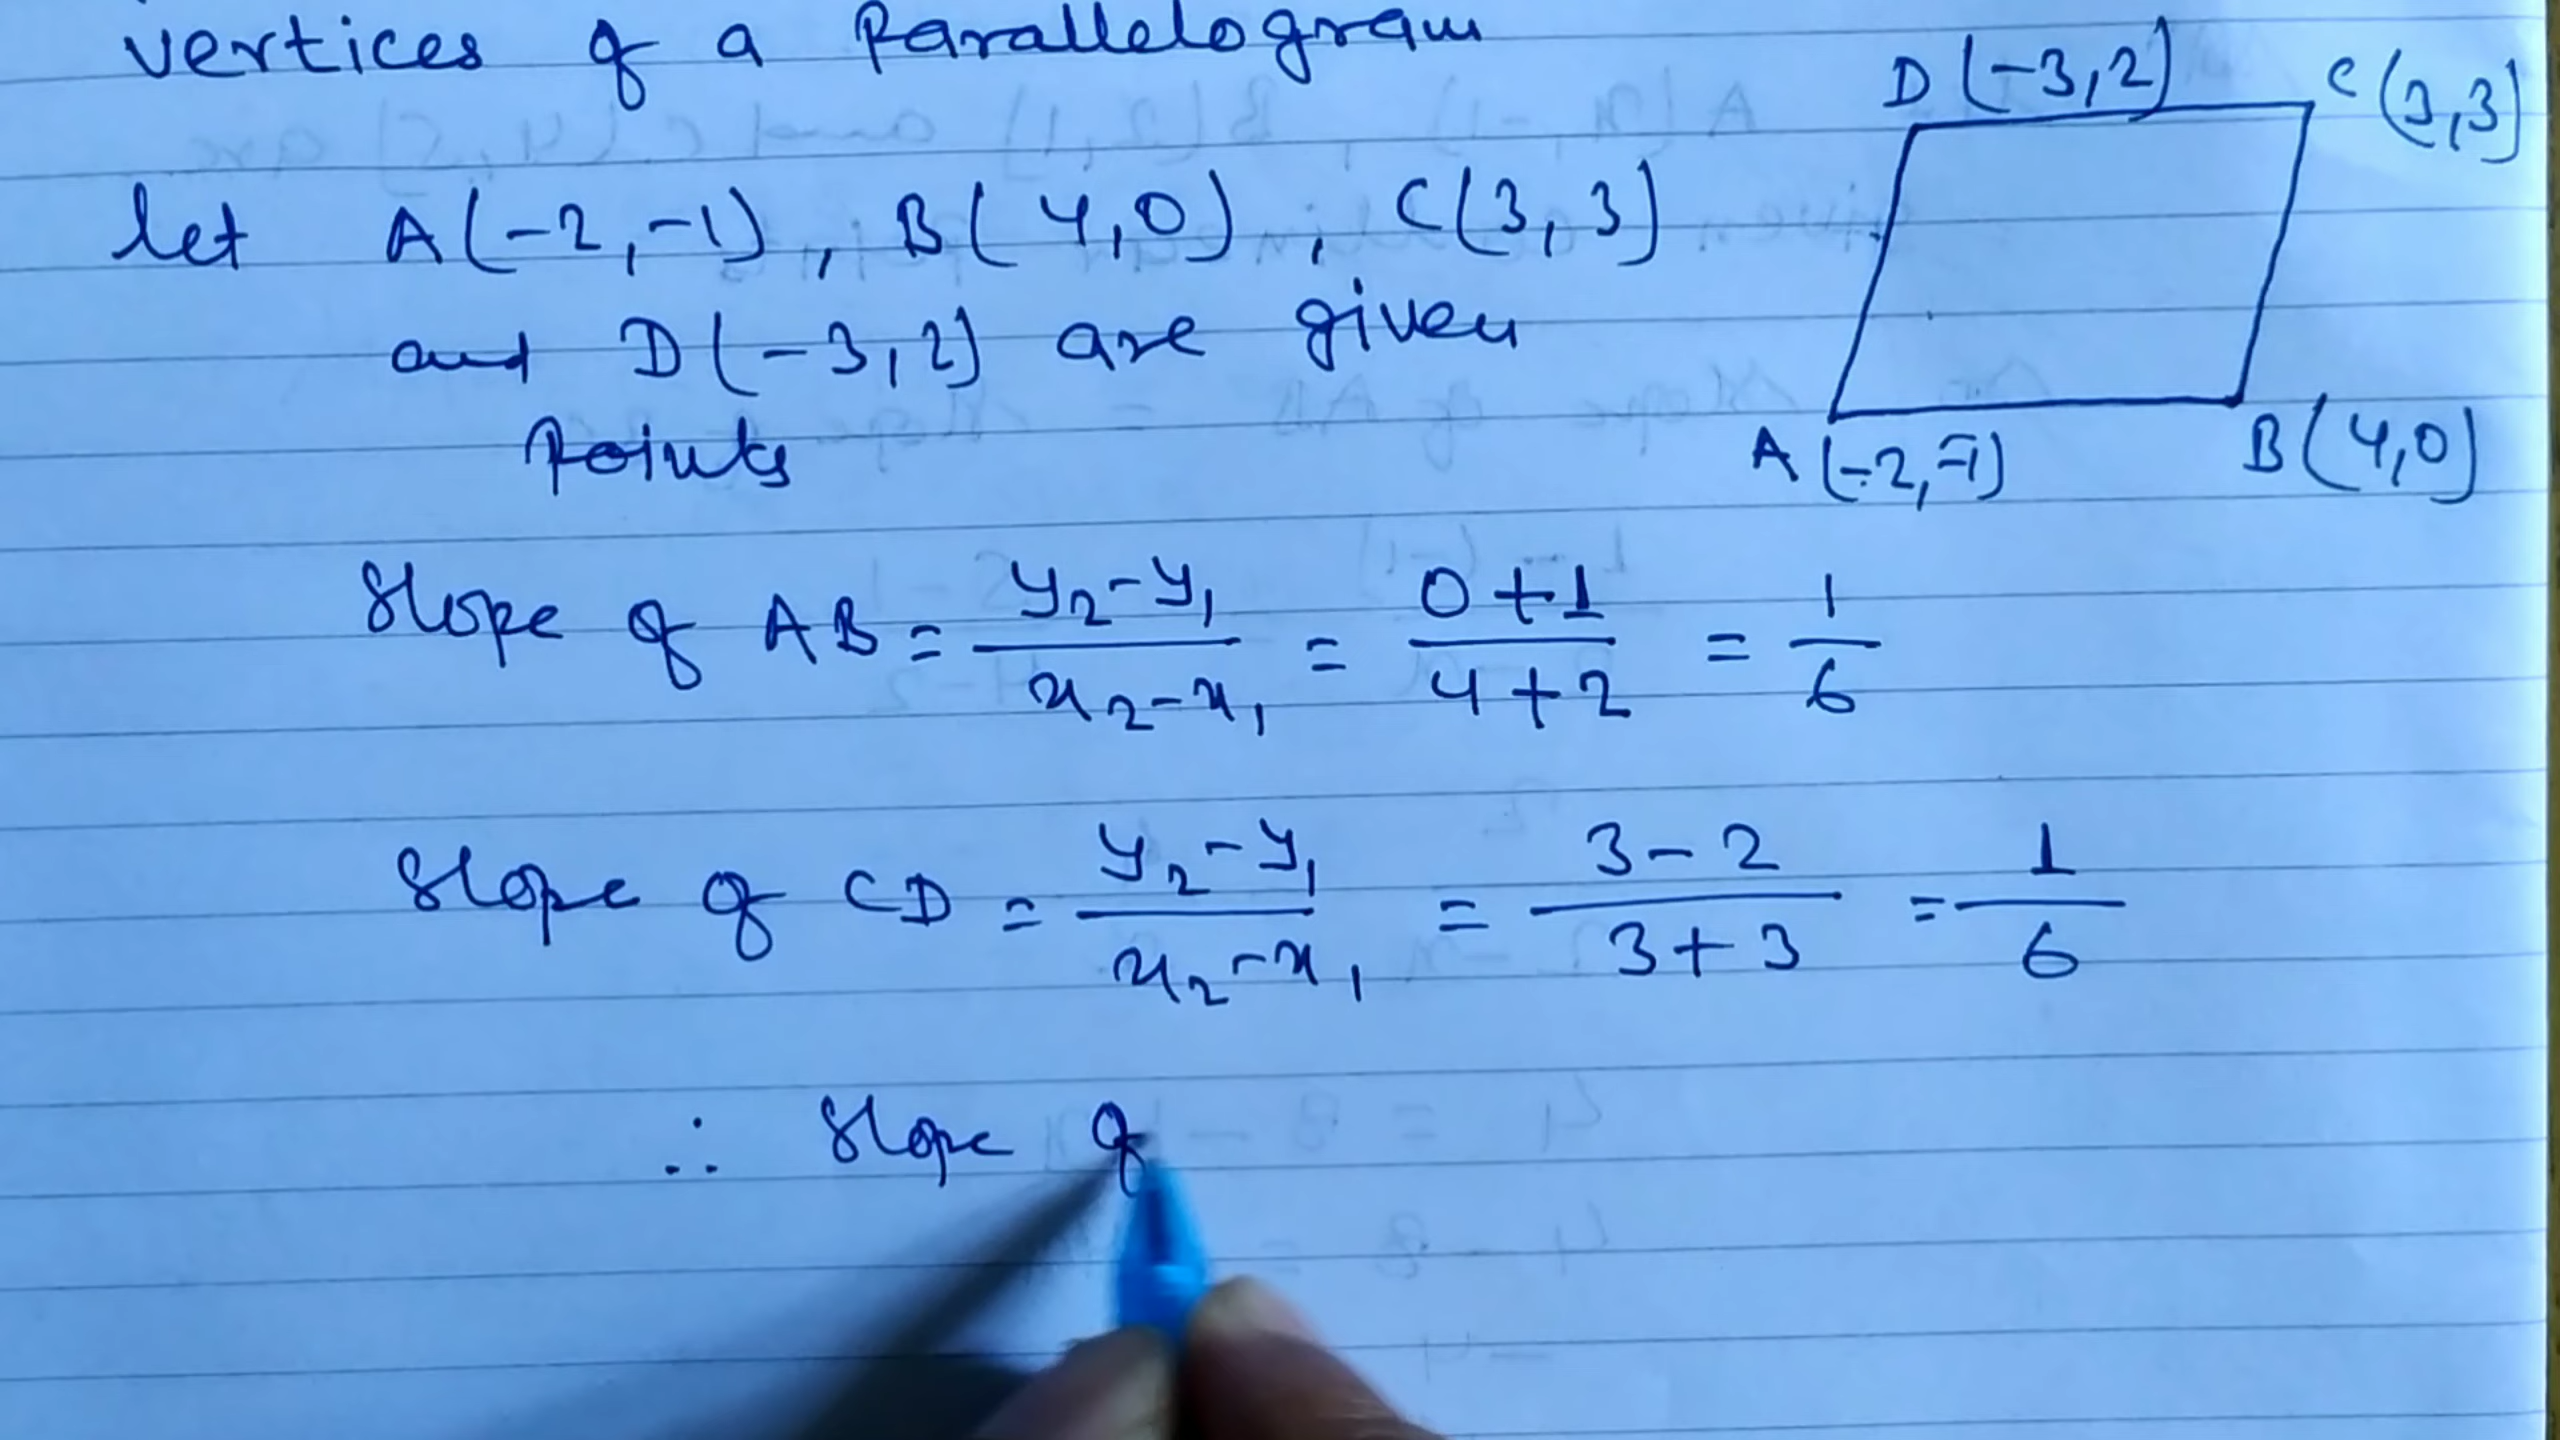 vertices of a Parallelogram
D(-3,2)
C(3,3)
let A(-2,-1), B(4,0), C(3,3)
and D(-3,2) are given
Points
A(-2,-1)
B(4,0)
Slope of AB = y₂-y₁/x₂-x₁ = 0+1/4+2 = 1/6
Slope of CD = y₂-y₁/x₂-x₁ = 3-2/3+3 = 1/6
∴ Slope of